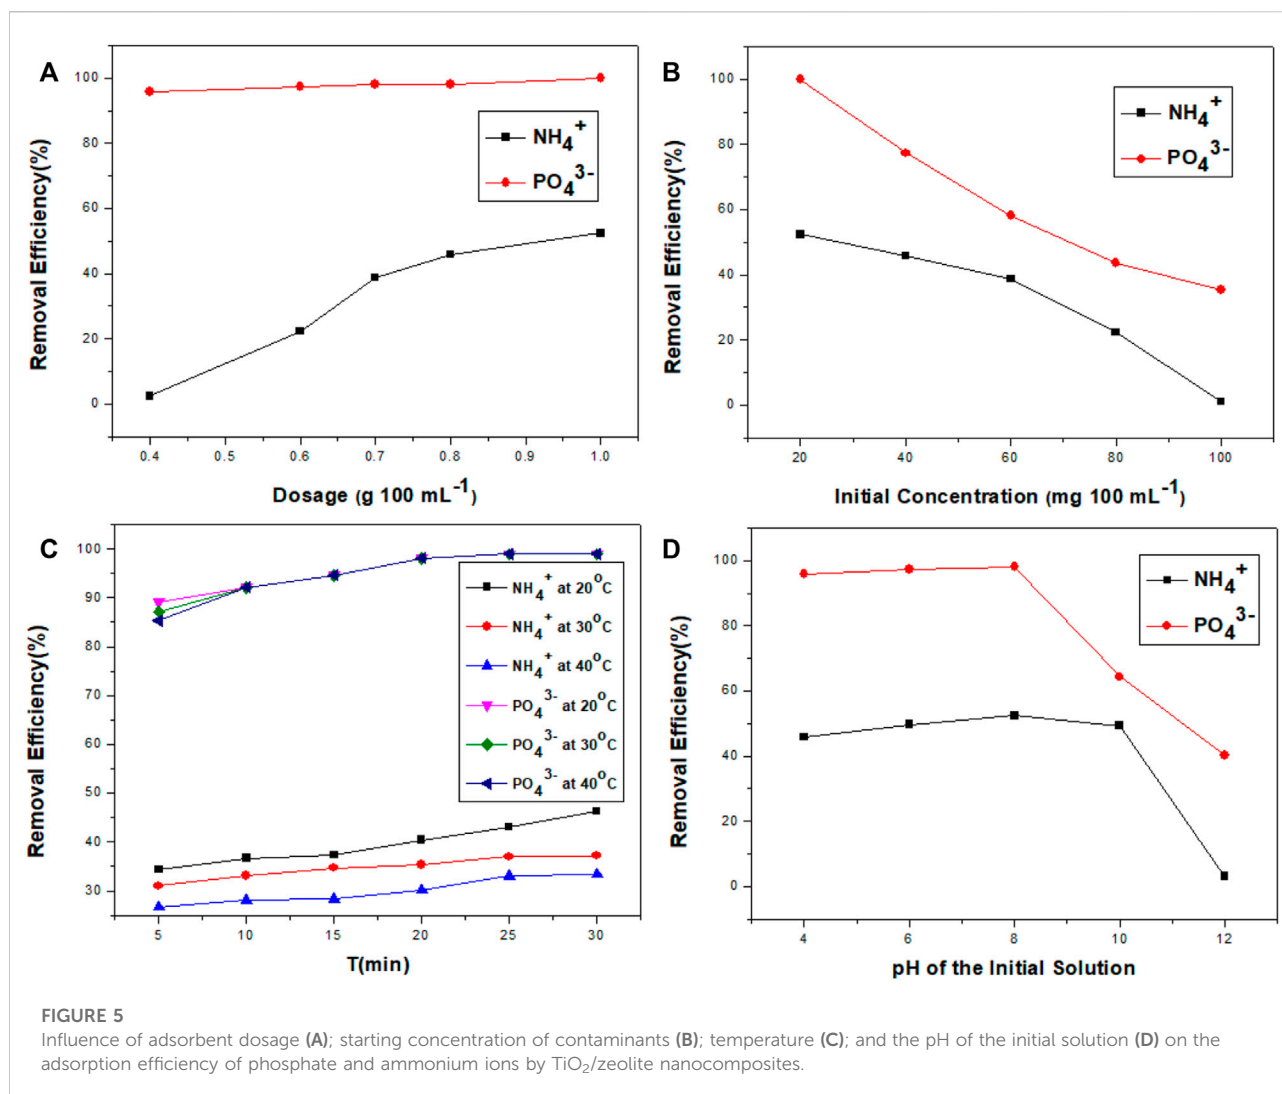 A
100
80
60
40
20
0
Removal Efficiency(%)
NH4+
PO43-
0.4 0.5 0.6 0.7 0.8 0.9 1.0
Dosage (g 100 mL-1)
B
100
80
60
40
20
0
Removal Efficiency(%)
NH4+
PO43-
20 40 60 80 100
Initial Concentration (mg 100 mL-1)
C
100
90
80
70
60
50
40
30
Removal Efficiency(%)
NH4+ at 20oC
NH4+ at 30oC
NH4+ at 40oC
PO43- at 20oC
PO43- at 30oC
PO43- at 40oC
5 10 15 20 25 30
T(min)
D
100
80
60
40
20
0
Removal Efficiency(%)
NH4+
PO43-
4 6 8 10 12
pH of the Initial Solution
FIGURE 5
Influence of adsorbent dosage (A); starting concentration of contaminants (B); temperature (C); and the pH of the initial solution (D) on the
adsorption efficiency of phosphate and ammonium ions by TiO2/zeolite nanocomposites.